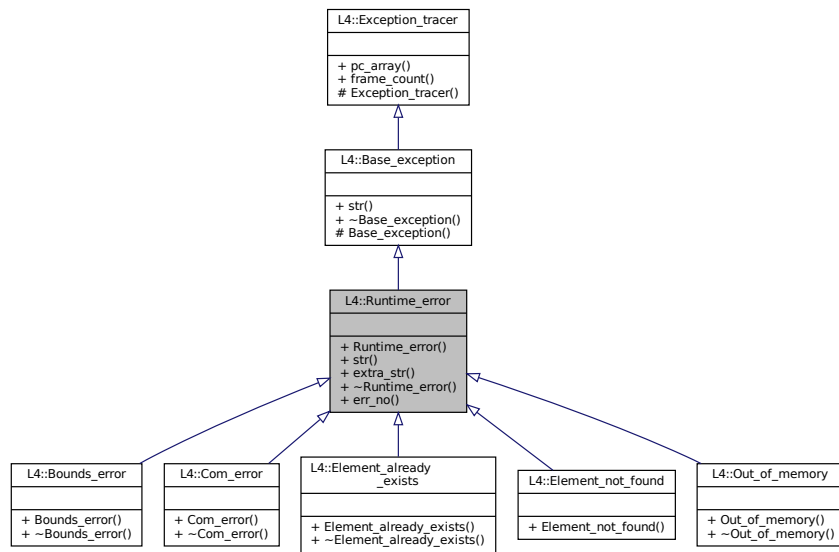 L4::Exception_tracer
+ pc_array()
+ frame_count()
# Exception_tracer()
L4::Base_exception
+ str()
+ ~Base_exception()
# Base_exception()
L4::Runtime_error
+ Runtime_error()
+ str()
+ extra_str()
+ ~Runtime_error()
+ err_no()
L4::Bounds_error
+ Bounds_error()
+ ~Bounds_error()
L4::Com_error
+ Com_error()
+ ~Com_error()
L4::Element_already
_exists
+ Element_already_exists()
+ ~Element_already_exists()
L4::Element_not_found
+ Element_not_found()
L4::Out_of_memory
+ Out_of_memory()
+ ~Out_of_memory()